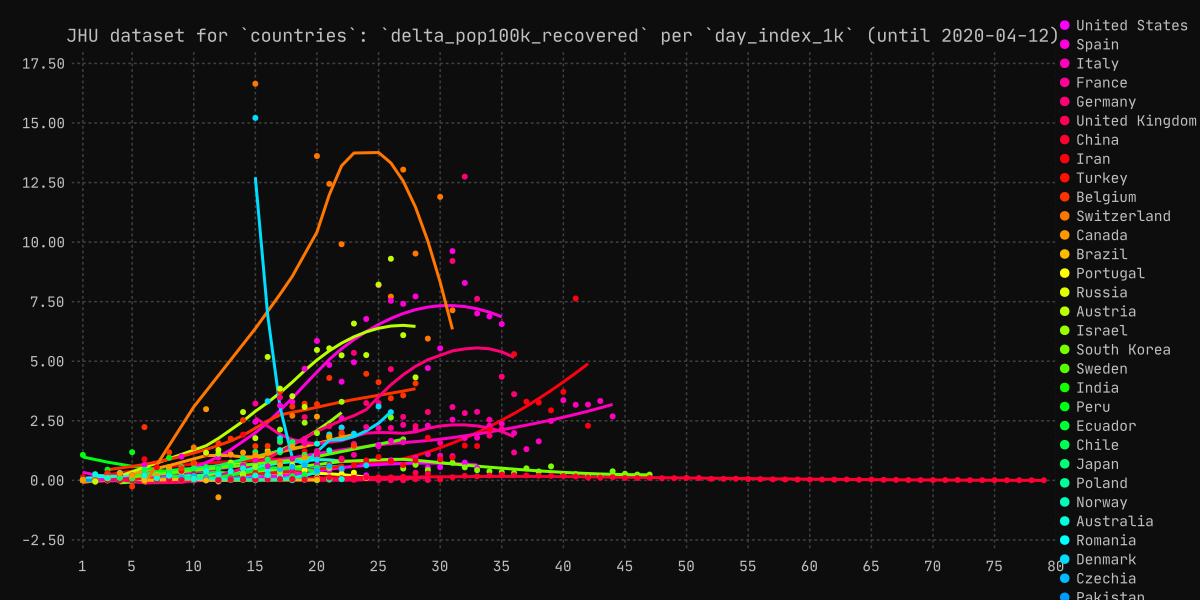 JHU dataset for `countries`: `delta_pop100k_recovered` per `day_index_1k` (until 2020-04-12)
17.50
15.00
12.50
10.00
7.50
5.00
2.50
0.00
-2.50
1 5 10 15 20 25 30 35 40 45 50 55 60 65 70 75 80
United States
Spain
Italy
France
Germany
United Kingdom
China
Iran
Turkey
Belgium
Switzerland
Canada
Brazil
Portugal
Russia
Austria
Israel
South Korea
Sweden
India
Peru
Ecuador
Chile
Japan
Poland
Norway
Australia
Romania
Denmark
Czechia
Pakistan